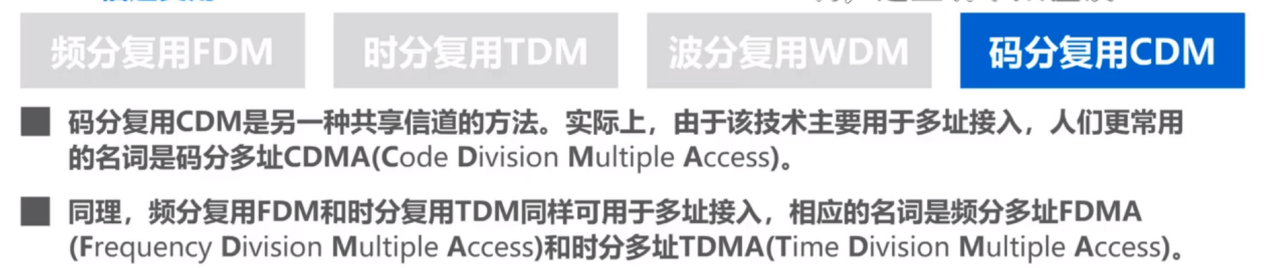 频分复用FDM
时分复用TDM
波分复用WDM
码分复用CDM
码分复用CDM是另一种共享信道的方法。实际上，由于该技术主要用于多址接入，人们更常用
的名词是码分多址CDMA(Code Division Multiple Access)。
同理，频分复用FDM和时分复用TDM同样可用于多址接入，相应的名词是频分多址FDMA
(Frequency Division Multiple Access)和时分多址TDMA(Time Division Multiple Access)。